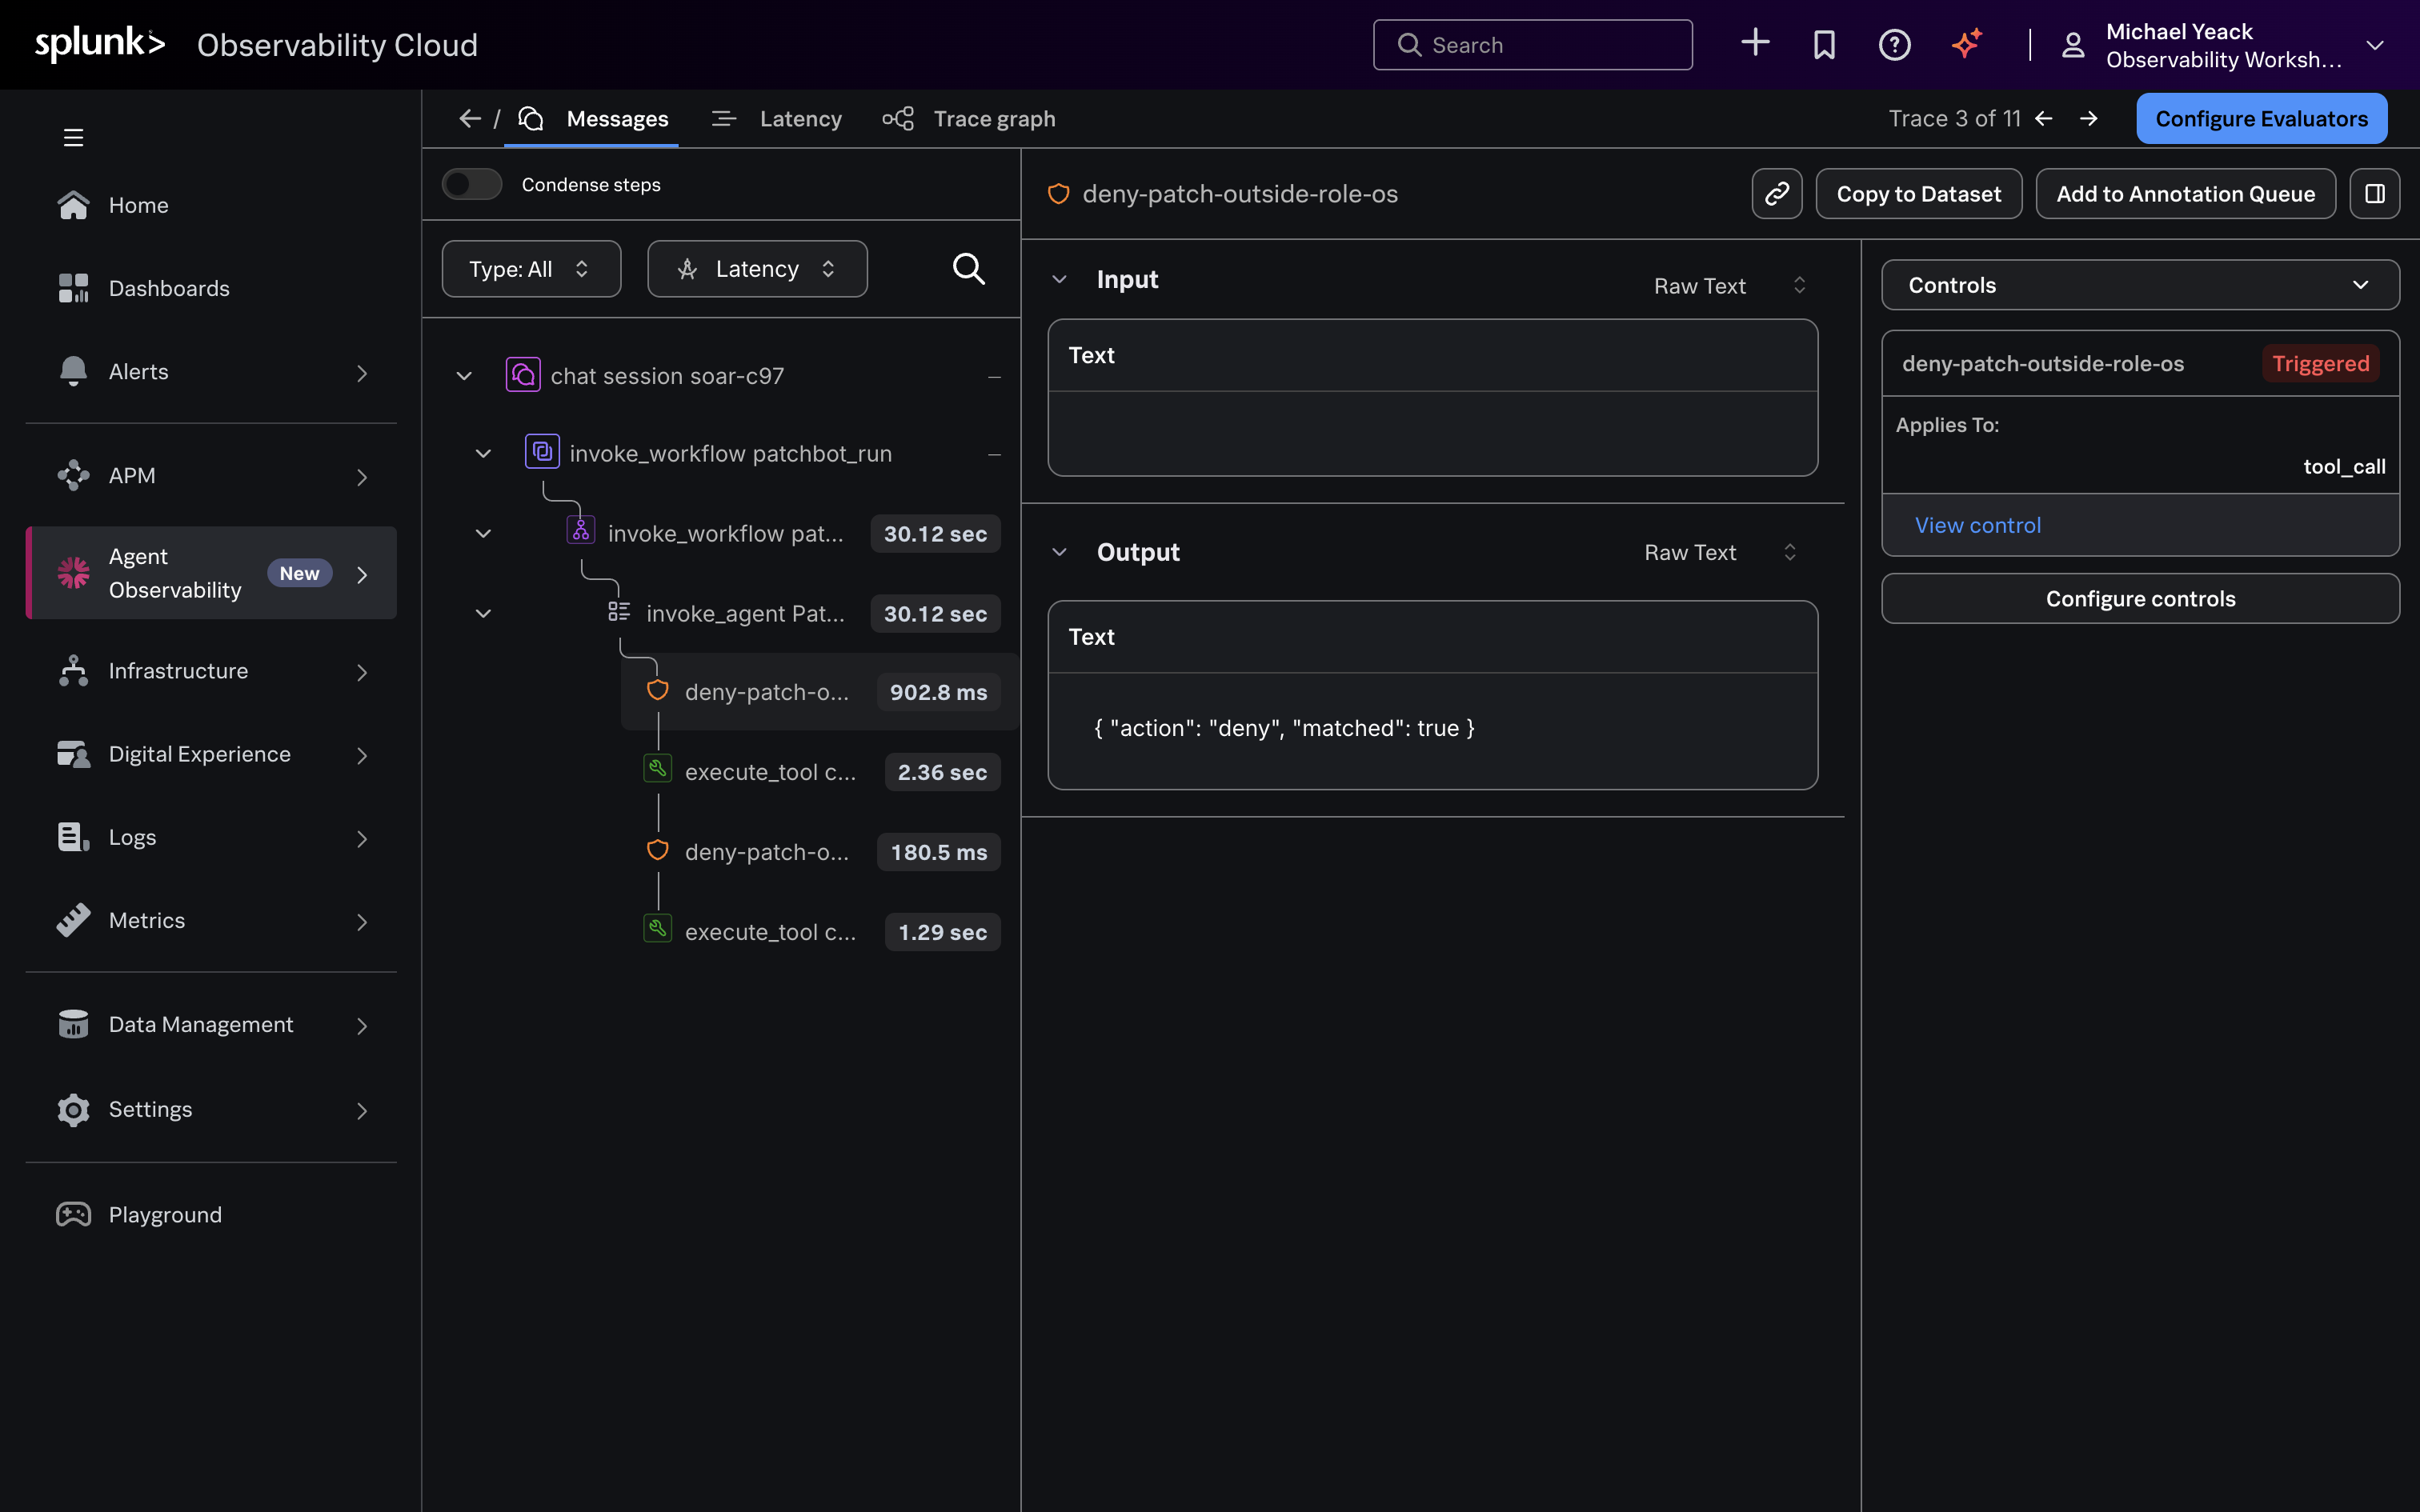 splunk> Observability Cloud
Search
Michael Yeack
Observability Worksh...
Home
Dashboards
Alerts
APM
Agent
Observability
New
Infrastructure
Digital Experience
Logs
Metrics
Data Management
Settings
Playground
/ Messages
Latency
Trace graph
Trace 3 of 11
Configure Evaluators
Condense steps
Type: All
Latency
chat session soar-c97 –
invoke_workflow patchbot_run –
invoke_workflow pat... 30.12 sec
invoke_agent Pat... 30.12 sec
deny-patch-o... 902.8 ms
execute_tool c... 2.36 sec
deny-patch-o... 180.5 ms
execute_tool c... 1.29 sec
deny-patch-outside-role-os
Copy to Dataset
Add to Annotation Queue
Input
Raw Text
Text
Output
Raw Text
Text
{ "action": "deny", "matched": true }
Controls
deny-patch-outside-role-os
Triggered
Applies To:
tool_call
View control
Configure controls